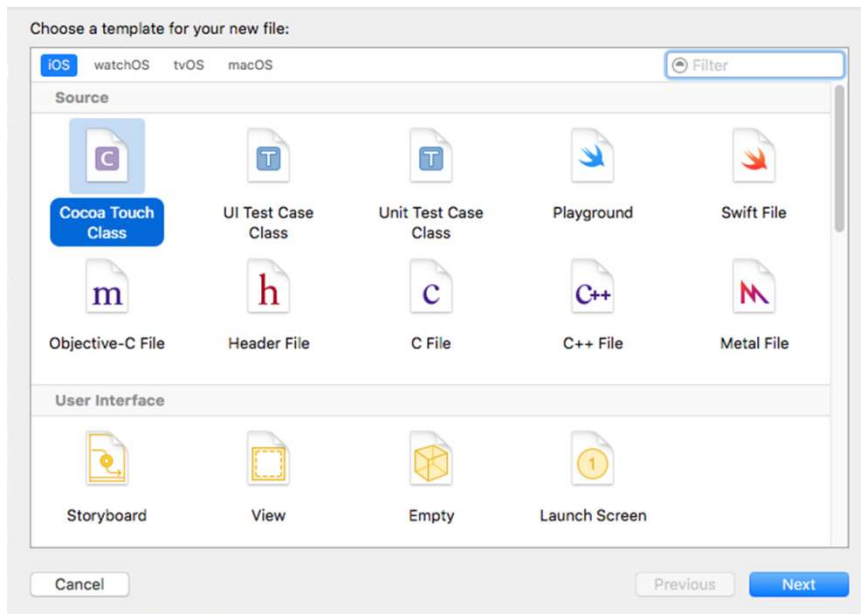 Choose a template for your new file:
iOS watchOS tvOS macOS Filter
Source
C T T
Cocoa Touch Class UI Test Case Class Unit Test Case Class Playground Swift File
m h c C++
Objective-C File Header File C File C++ File Metal File
User Interface
1
Storyboard View Empty Launch Screen
Cancel Previous Next